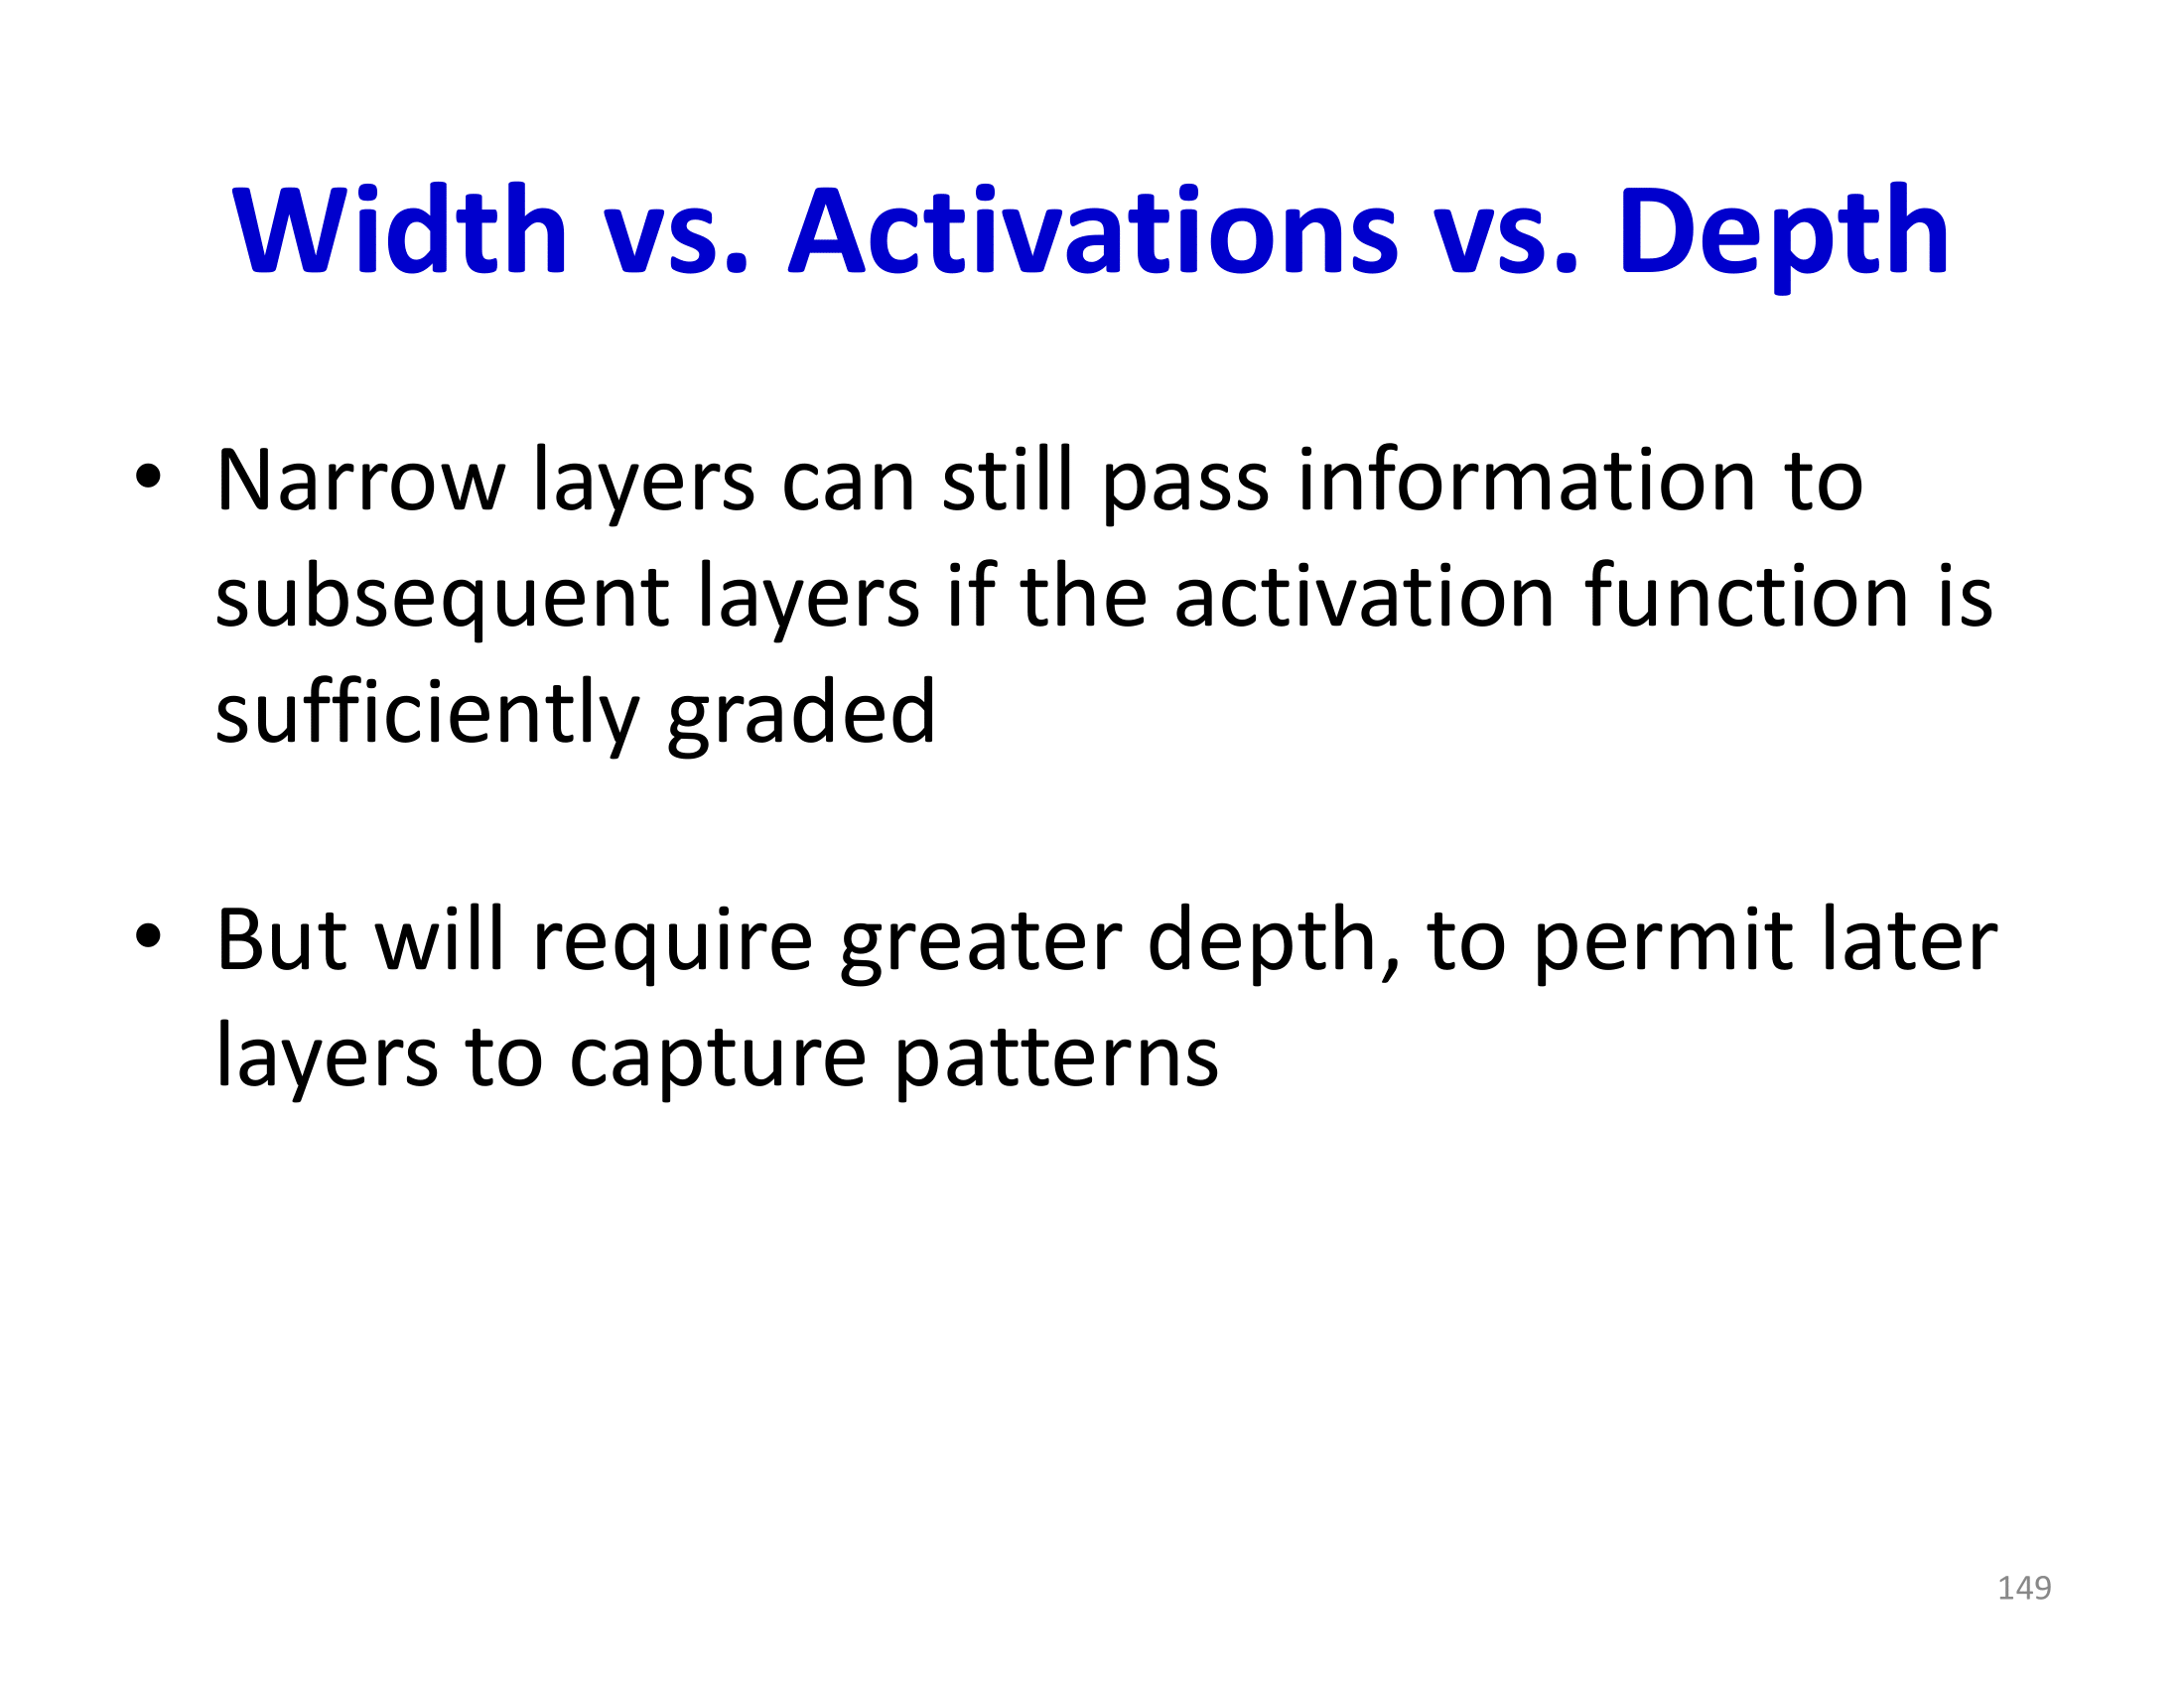 Width vs. Activations vs. Depth
• Narrow layers can still pass information to
subsequent layers if the activation function is
sufficiently graded
• But will require greater depth, to permit later
layers to capture patterns
149